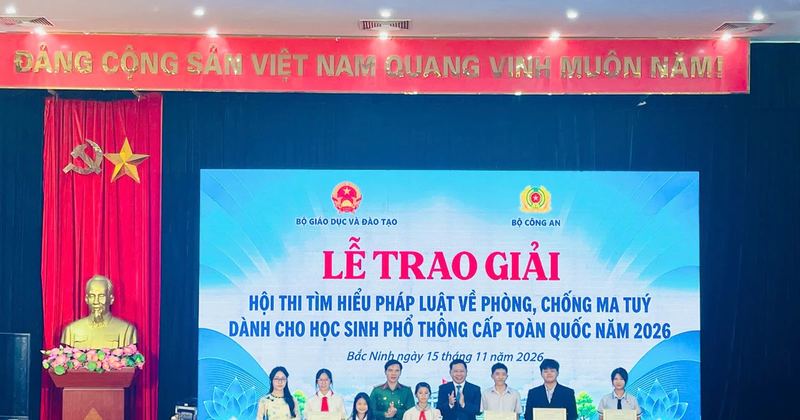 ĐẢNG CỘNG SẢN VIỆT NAM QUANG VINH MUÔN NĂM!
BỘ GIÁO DỤC VÀ ĐÀO TẠO
BỘ CÔNG AN
LỄ TRAO GIẢI
HỘI THI TÌM HIỂU PHÁP LUẬT VỀ PHÒNG, CHỐNG MA TUÝ
DÀNH CHO HỌC SINH PHỔ THÔNG CẤP TOÀN QUỐC NĂM 2026
Bắc Ninh ngày 15 tháng 11 năm 2026